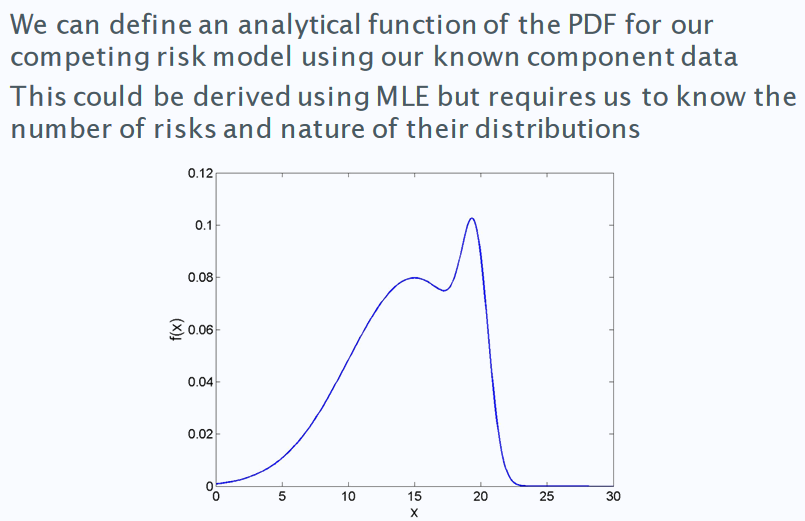 We can define an analytical function of the PDF for our
competing risk model using our known component data
This could be derived using MLE but requires us to know the
number of risks and nature of their distributions
0.12
0.1
0.08
0.06
0.04
0.02
0
f(x)
0 5 10 15 20 25 30
x